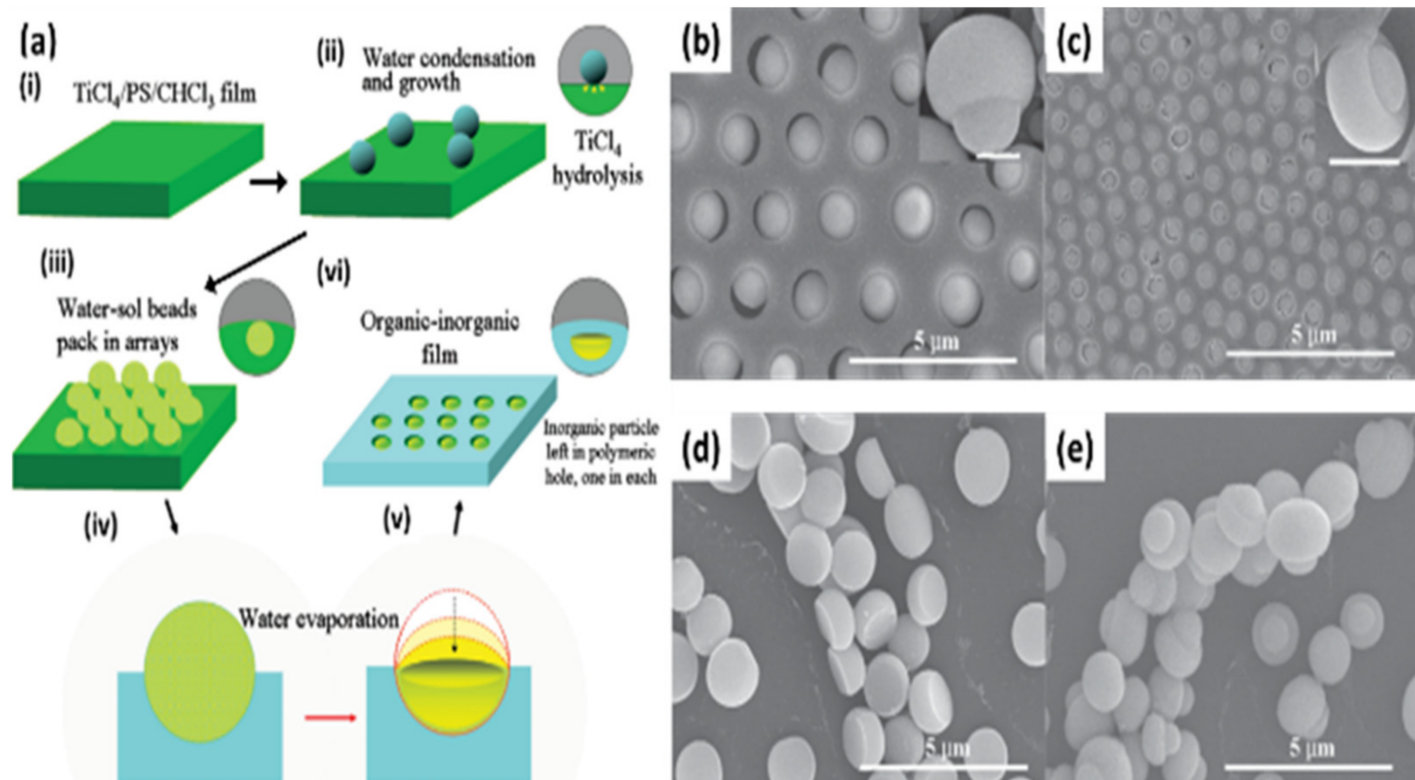 (a)
(i)
TiCl₄/PS/CHCl₃ film
(ii)
Water condensation
and growth
TiCl₄
hydrolysis
(iii)
Water-sol beads
pack in arrays
(vi)
Organic-inorganic
film
Inorganic particle
left in polymeric
hole, one in each
(iv)
(v)
Water evaporation
(b)
5 μm
(c)
5 μm
(d)
5 μm
(e)
5 μm